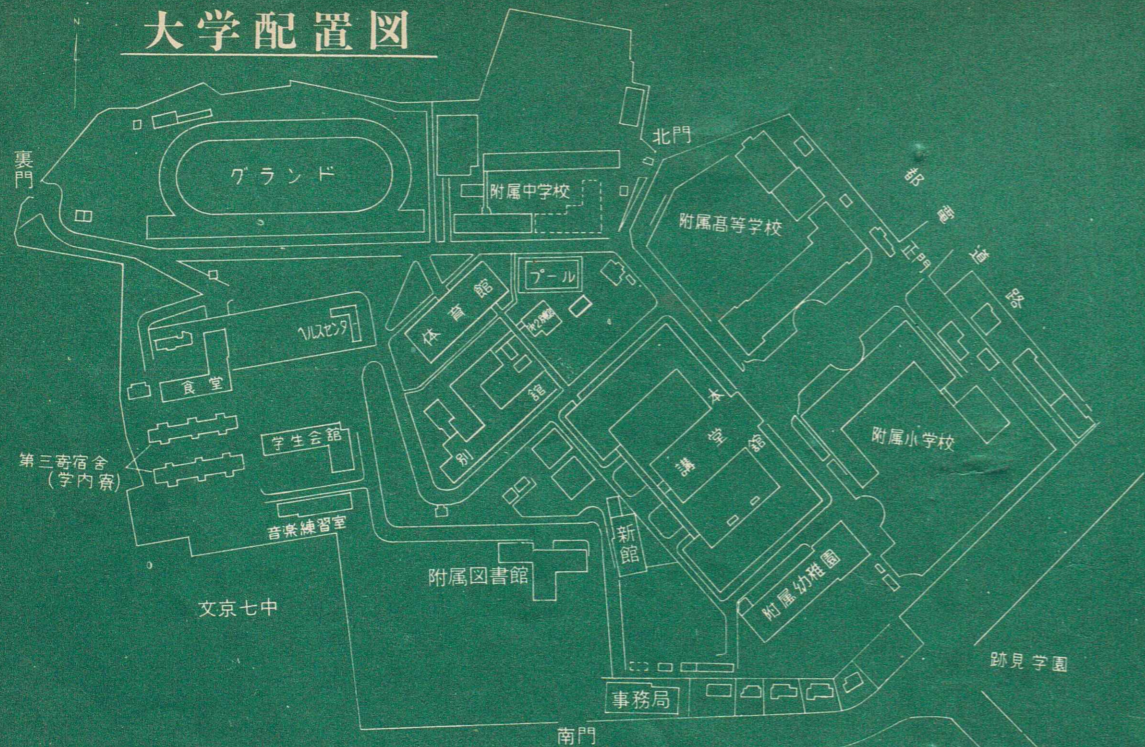 大学配置図
N
裏門
グランド
北門
附属中学校
附属高等学校
都電道路
正門
プール
体育館
ヘルスセンター
食堂
別館
本館
講堂
附属小学校
学生会館
第三寄宿舎
(学内寮)
音楽練習室
新館
附属図書館
附属幼稚園
文京七中
跡見学園
事務局
南門